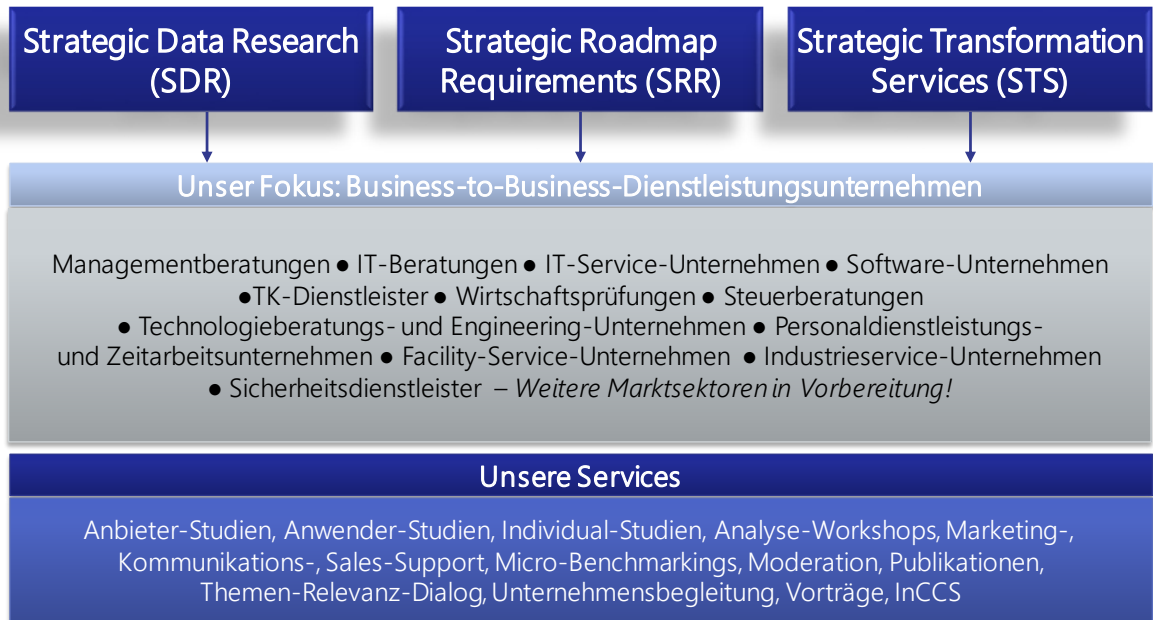 Strategic Data Research
(SDR)
Strategic Roadmap
Requirements (SRR)
Strategic Transformation
Services (STS)
Unser Fokus: Business-to-Business-Dienstleistungsunternehmen
Managementberatungen ● IT-Beratungen ● IT-Service-Unternehmen ● Software-Unternehmen
●TK-Dienstleister ● Wirtschaftsprüfungen ● Steuerberatungen
● Technologieberatungs- und Engineering-Unternehmen ● Personaldienstleistungs-
und Zeitarbeitsunternehmen ● Facility-Service-Unternehmen ● Industrieservice-Unternehmen
● Sicherheitsdienstleister – Weitere Marktsektoren in Vorbereitung!
Unsere Services
Anbieter-Studien, Anwender-Studien, Individual-Studien, Analyse-Workshops, Marketing-,
Kommunikations-, Sales-Support, Micro-Benchmarkings, Moderation, Publikationen,
Themen-Relevanz-Dialog, Unternehmensbegleitung, Vorträge, InCCS